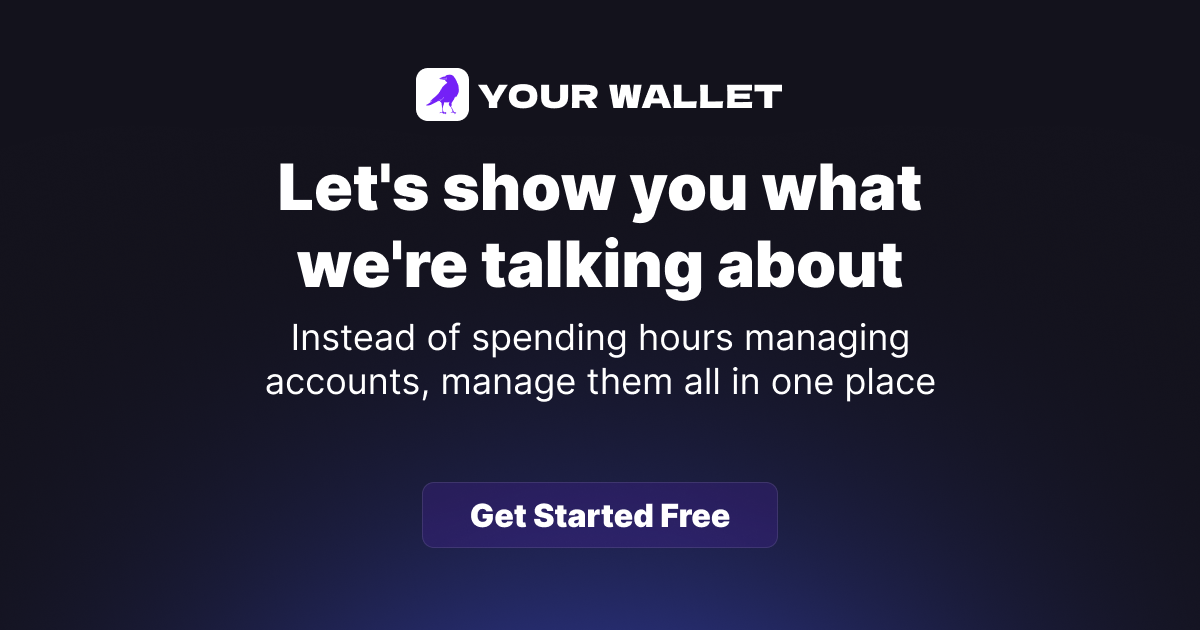 YOUR WALLET
Let's show you what
we're talking about
Instead of spending hours managing
accounts, manage them all in one place
Get Started Free